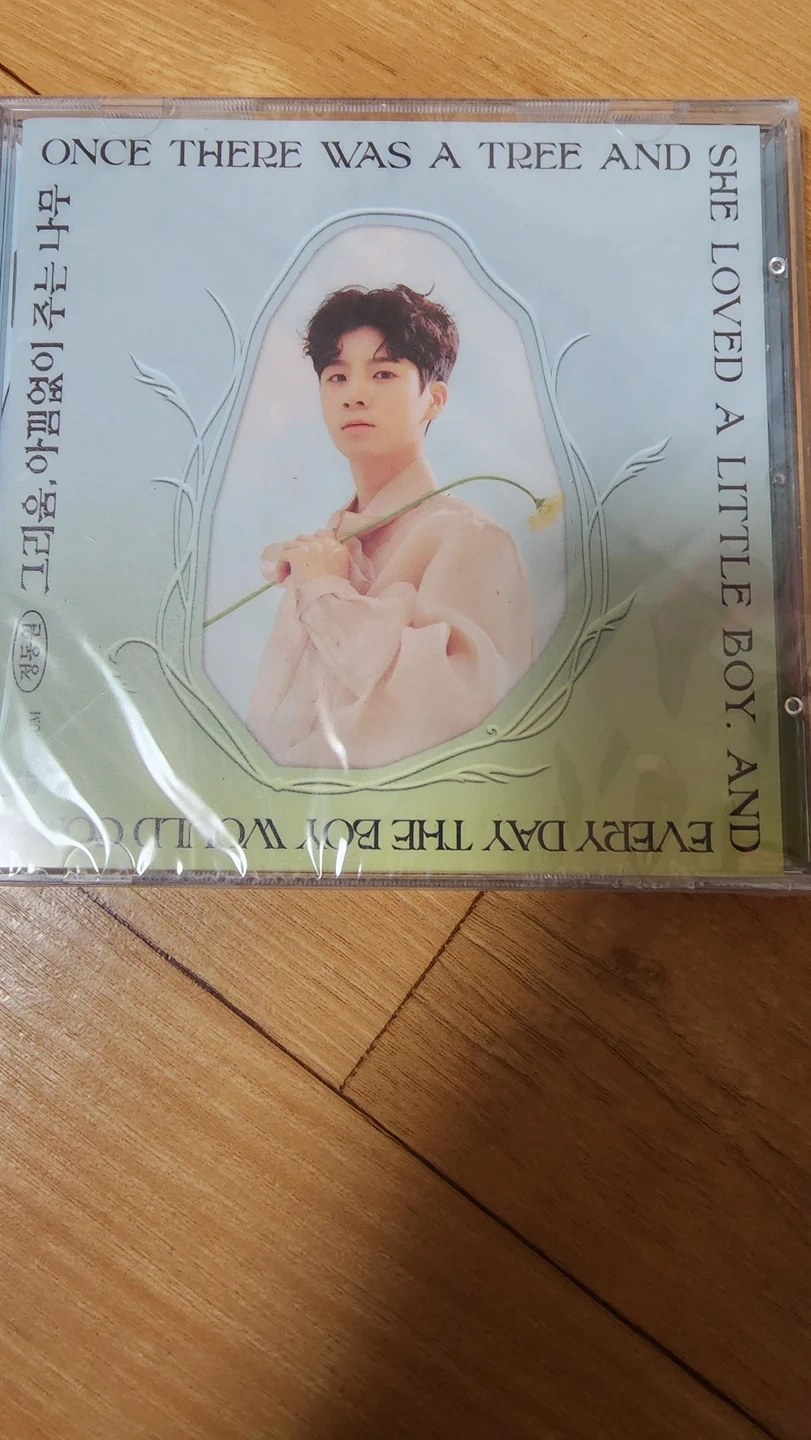 ONCE THERE WAS A TREE AND
SHE LOVED A LITTLE BOY. AND
EVERY DAY THE BOY WOULD
그리움, 아낌없이 주는 나무
정동원